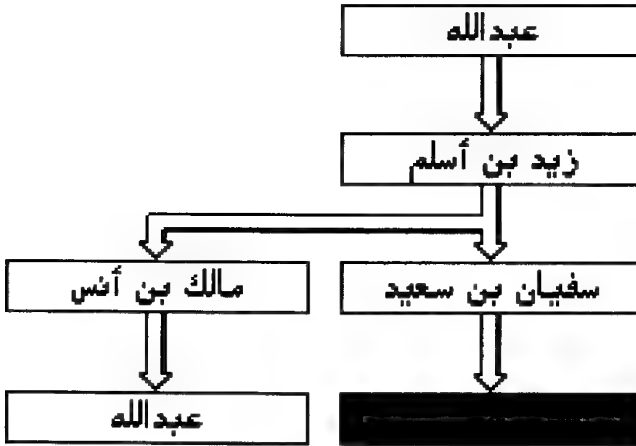 عبدالله
زيد بن أسلم
سفيان بن سعيد
مالك بن أنس
عبدالله